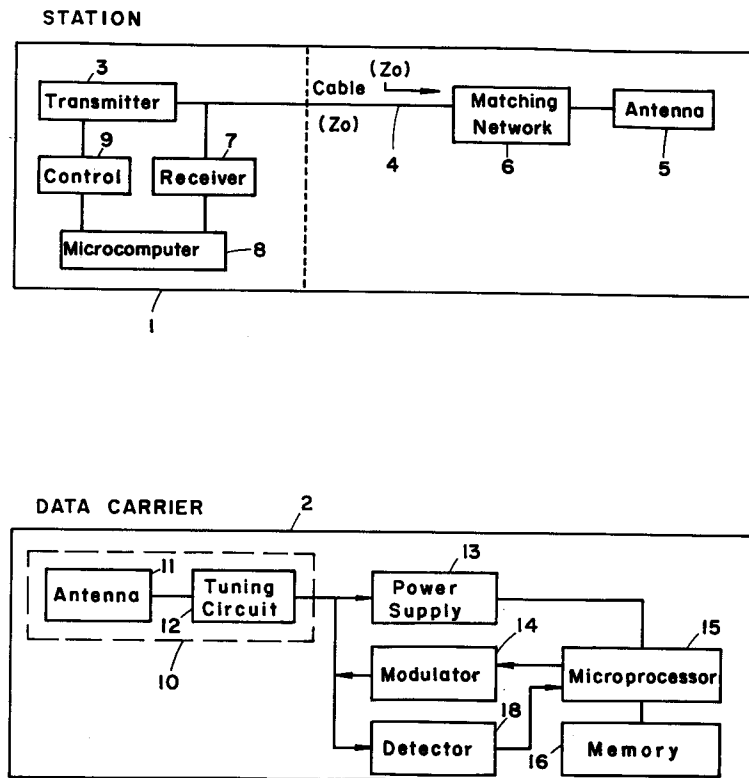 STATION
3
Transmitter
Cable
(Zo)
(Zo)
4
Matching
Network
6
Antenna
5
9
Control
7
Receiver
Microcomputer
8
1
DATA CARRIER
2
11
Antenna
Tuning
Circuit
12
10
13
Power
Supply
14
Modulator
15
Microprocessor
18
Detector
16
Memory